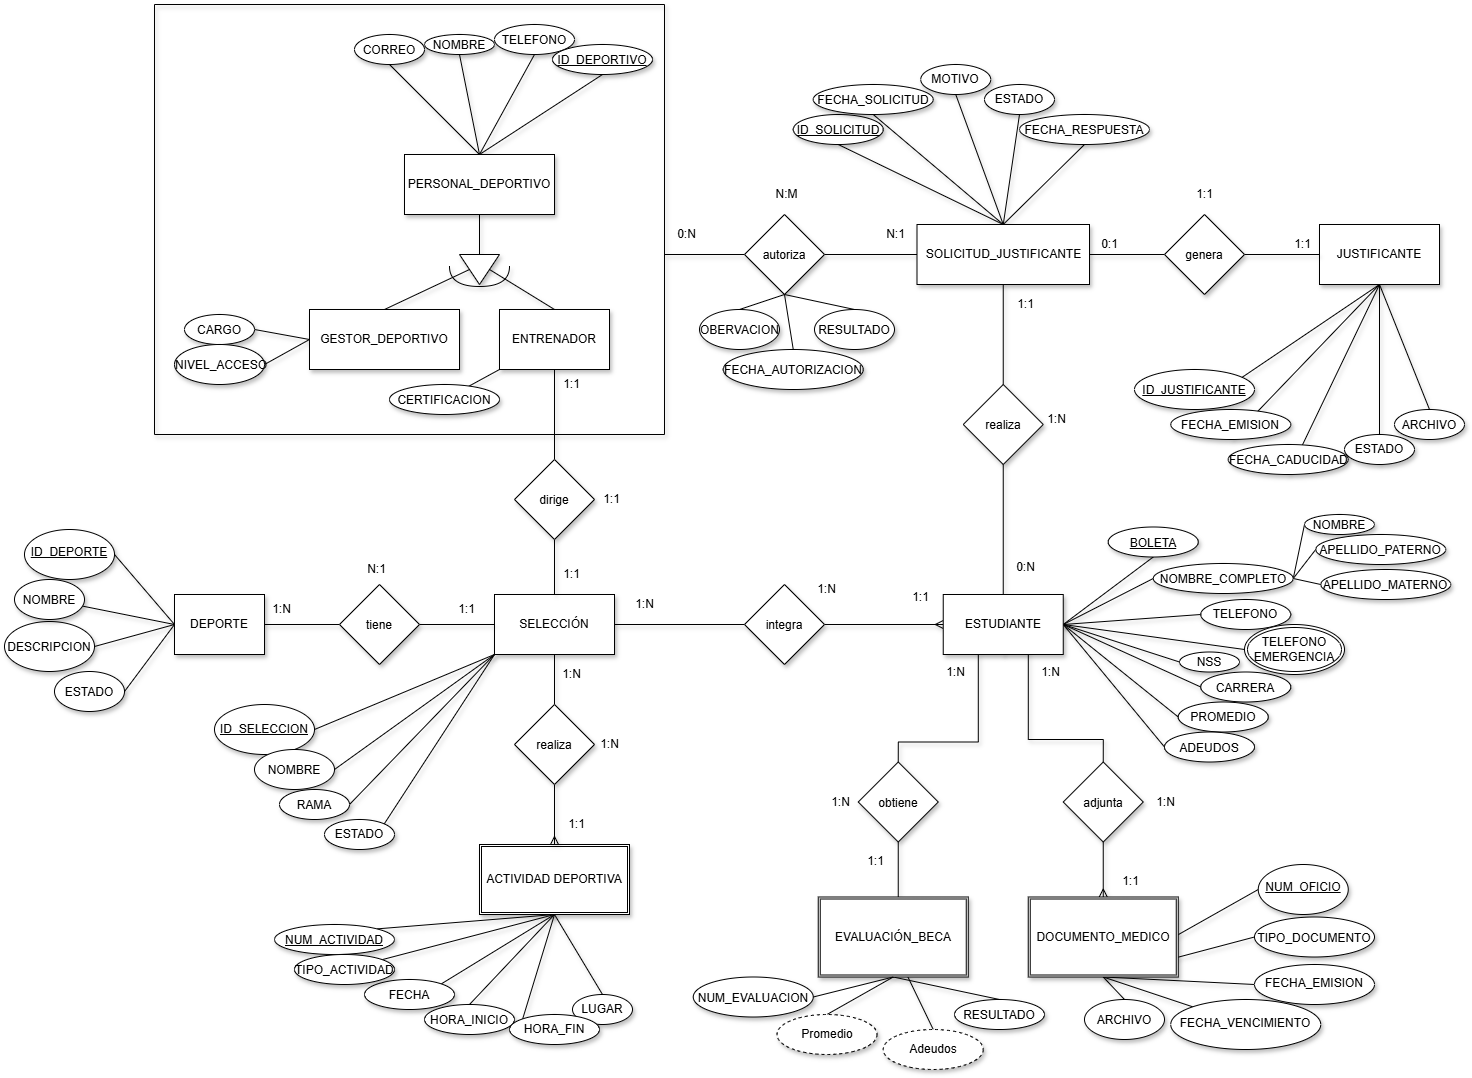 CORREO
NOMBRE
TELEFONO
ID_DEPORTIVO
PERSONAL_DEPORTIVO
GESTOR_DEPORTIVO
ENTRENADOR
CARGO
NIVEL_ACCESO
CERTIFICACION
1:1
0:N
N:M
autoriza
N:1
OBERVACION
RESULTADO
FECHA_AUTORIZACION
MOTIVO
FECHA_SOLICITUD
ESTADO
ID_SOLICITUD
FECHA_RESPUESTA
SOLICITUD_JUSTIFICANTE
0:1
1:1
genera
1:1
JUSTIFICANTE
ID_JUSTIFICANTE
FECHA_EMISION
FECHA_CADUCIDAD
ESTADO
ARCHIVO
1:1
realiza
1:N
0:N
dirige
1:1
1:1
ID_DEPORTE
NOMBRE
DESCRIPCION
ESTADO
DEPORTE
1:N
N:1
tiene
1:1
SELECCIÓN
1:N
1:N
integra
1:1
ESTUDIANTE
BOLETA
NOMBRE_COMPLETO
NOMBRE
APELLIDO_PATERNO
APELLIDO_MATERNO
TELEFONO
TELEFONO
EMERGENCIA
NSS
CARRERA
PROMEDIO
ADEUDOS
ID_SELECCION
NOMBRE
RAMA
ESTADO
1:N
realiza
1:N
1:1
ACTIVIDAD DEPORTIVA
NUM_ACTIVIDAD
TIPO_ACTIVIDAD
FECHA
HORA_INICIO
HORA_FIN
LUGAR
1:N
1:N
obtiene
1:1
EVALUACIÓN_BECA
NUM_EVALUACION
Promedio
Adeudos
RESULTADO
1:N
adjunta
1:N
1:1
DOCUMENTO_MEDICO
NUM_OFICIO
TIPO_DOCUMENTO
FECHA_EMISION
FECHA_VENCIMIENTO
ARCHIVO